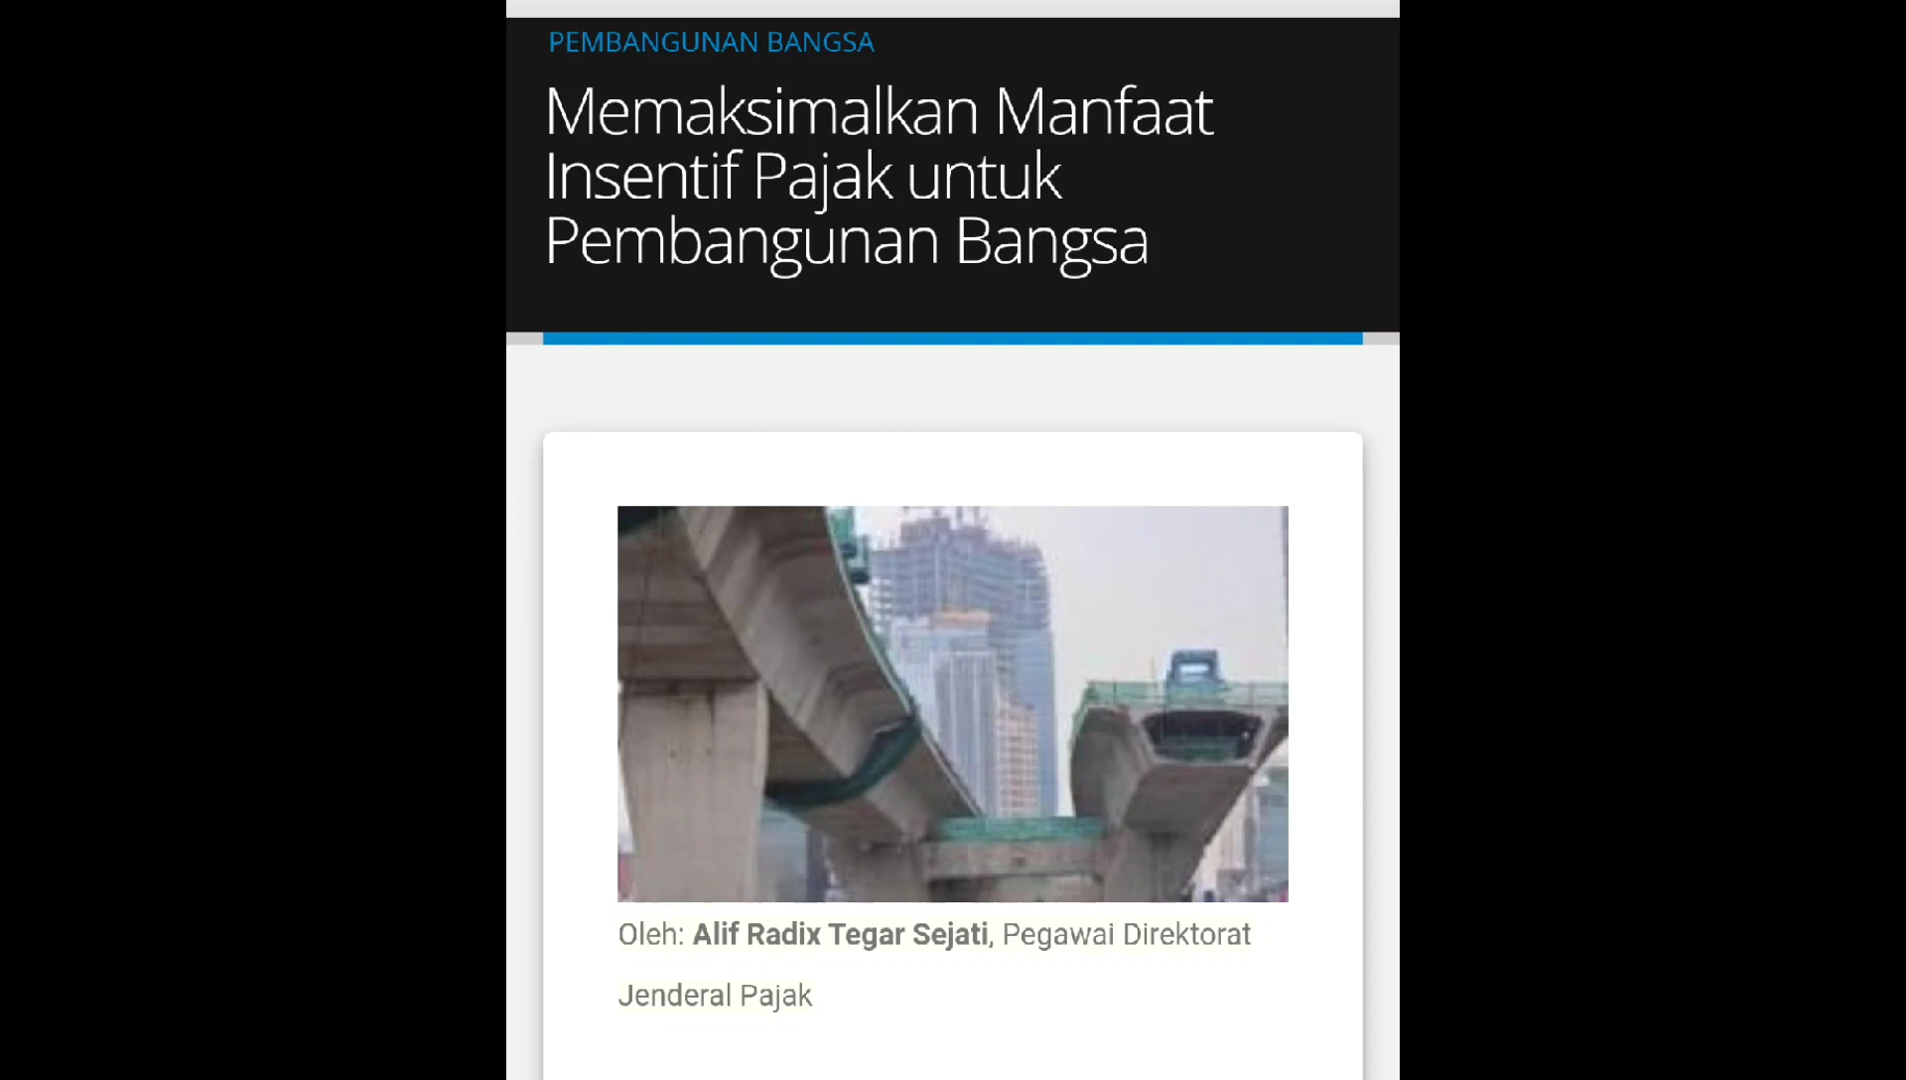 PEMBANGUNAN BANGSA
Memaksimalkan Manfaat
Insentif Pajak untuk
Pembangunan Bangsa
Oleh: Alif Radix Tegar Sejati, Pegawai Direktorat
Jenderal Pajak